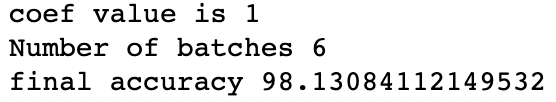 coef value is 1
Number of batches 6
final accuracy 98.13084112149532